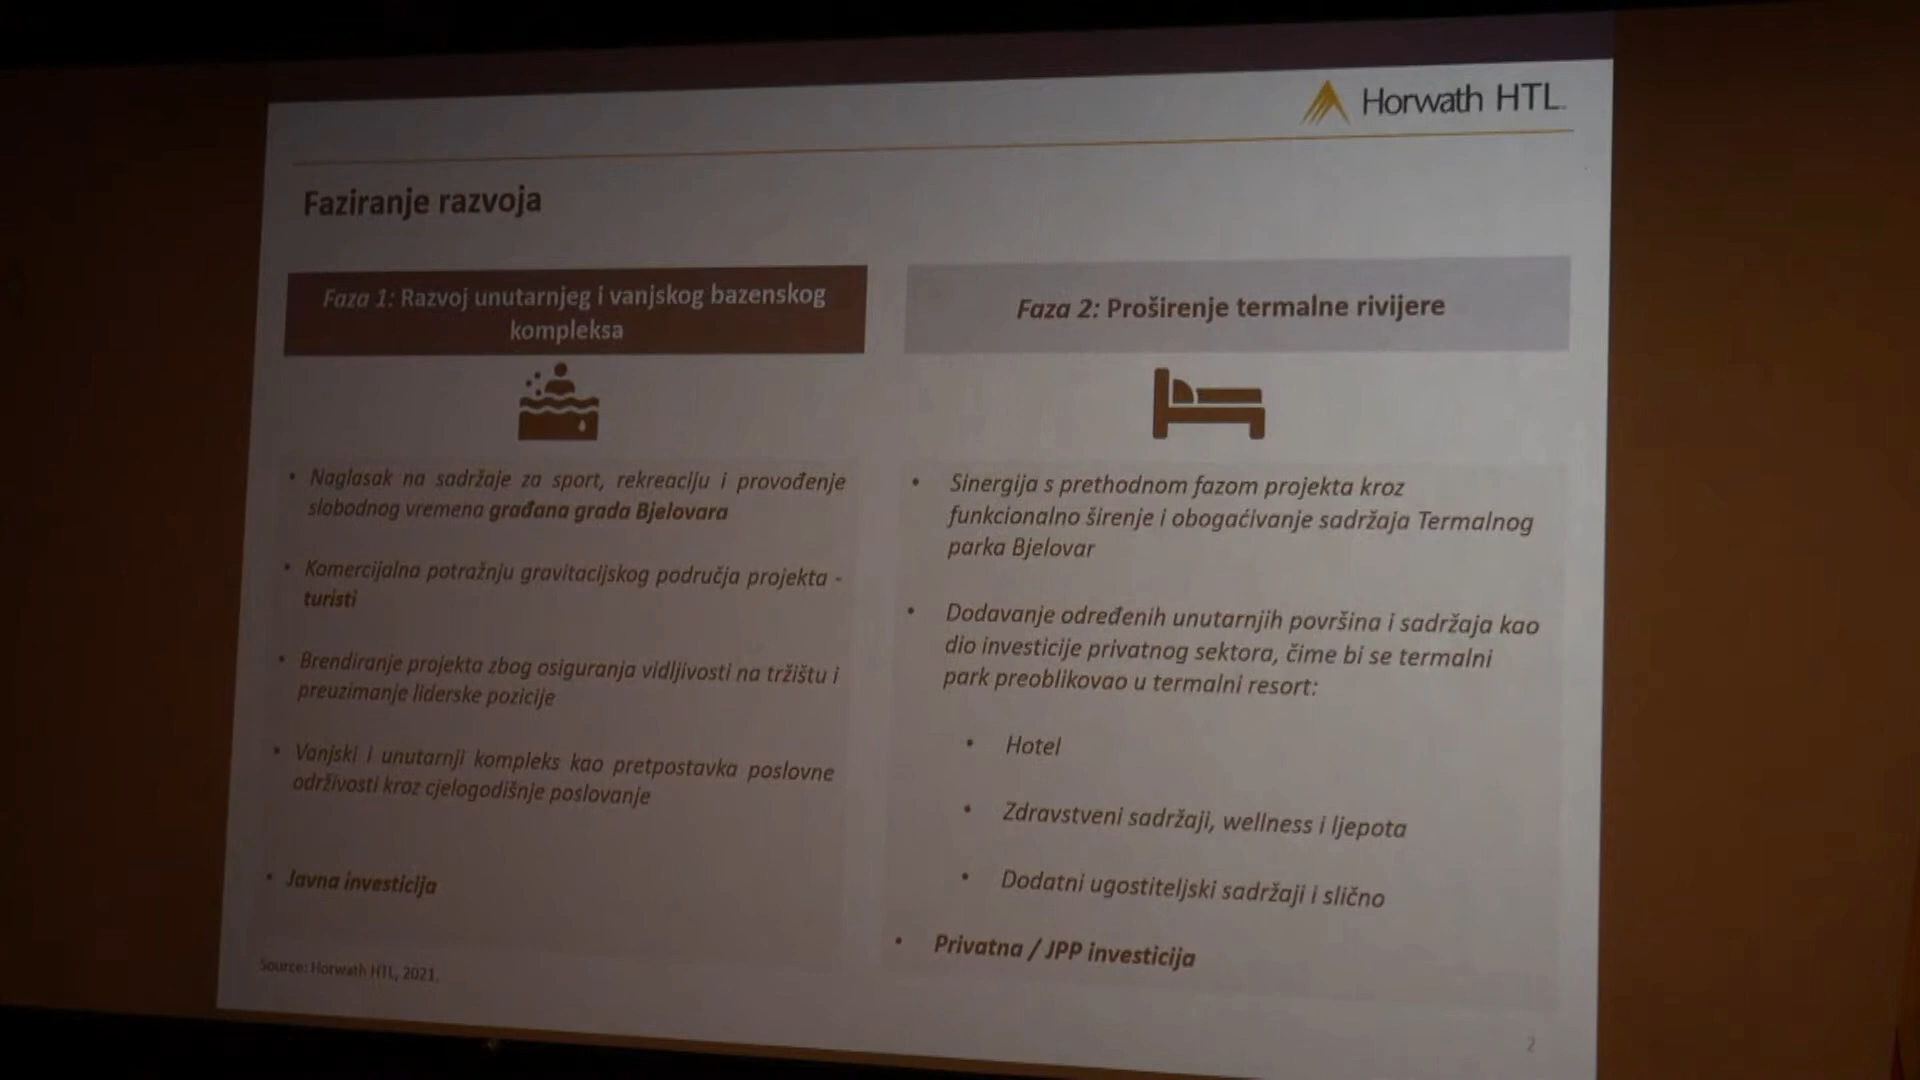 Horwath HTL.
Faziranje razvoja
Faza 1: Razvoj unutarnjeg i vanjskog bazenskog
kompleksa
• Naglasak na sadržaje za sport, rekreaciju i provođenje
slobodnog vremena građana grada Bjelovara
• Komercijalna potražnju gravitacijskog područja projekta -
turisti
• Brendiranje projekta zbog osiguranja vidljivosti na tržištu i
preuzimanje liderske pozicije
• Vanjski i unutarnji kompleks kao pretpostavka poslovne
održivosti kroz cjelogodišnje poslovanje
• Javna investicija
Faza 2: Proširenje termalne rivijere
• Sinergija s prethodnom fazom projekta kroz
funkcionalno širenje i obogaćivanje sadržaja Termalnog
parka Bjelovar
• Dodavanje određenih unutarnjih površina i sadržaja kao
dio investicije privatnog sektora, čime bi se termalni
park preoblikovao u termalni resort:
• Hotel
• Zdravstveni sadržaji, wellness i ljepota
• Dodatni ugostiteljski sadržaji i slično
• Privatna / JPP investicija
Source: Horwath HTL, 2021.
2